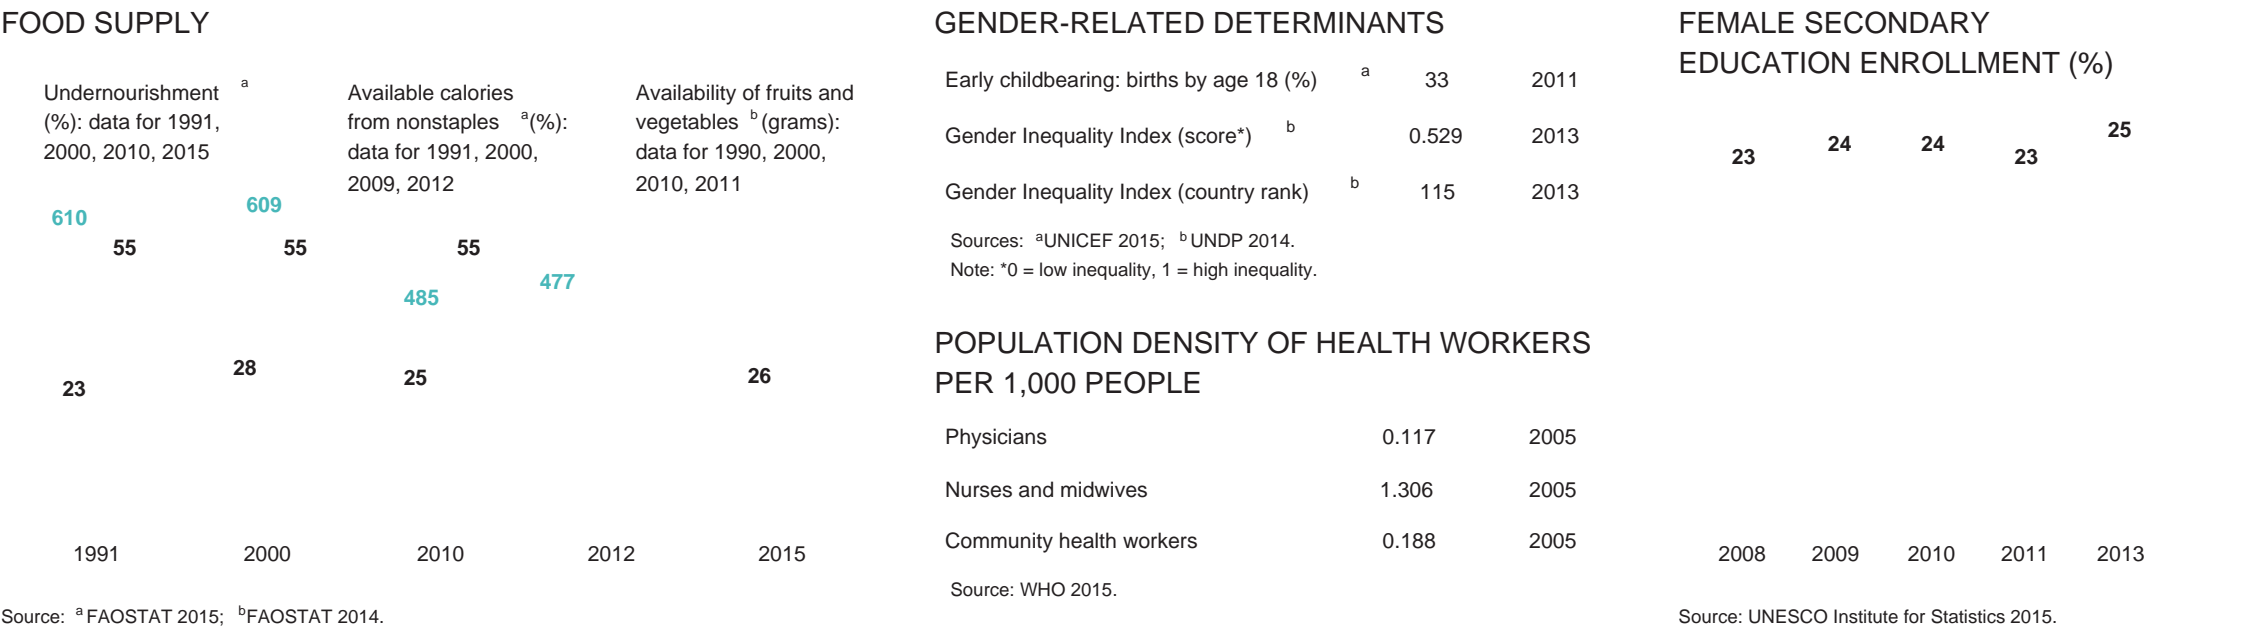 FOOD SUPPLY
Undernourishment a
(%): data for 1991,
2000, 2010, 2015
Available calories
from nonstaples a(%):
data for 1991, 2000,
2009, 2012
Availability of fruits and
vegetables b(grams):
data for 1990, 2000,
2010, 2011
610
609
55
55
55
485
477
23
28
25
26
1991 2000 2010 2012 2015
Source: a FAOSTAT 2015; bFAOSTAT 2014.
GENDER-RELATED DETERMINANTS
Early childbearing: births by age 18 (%) a 33 2011
Gender Inequality Index (score*) b 0.529 2013
Gender Inequality Index (country rank) b 115 2013
Sources: aUNICEF 2015; b UNDP 2014.
Note: *0 = low inequality, 1 = high inequality.
POPULATION DENSITY OF HEALTH WORKERS
PER 1,000 PEOPLE
Physicians 0.117 2005
Nurses and midwives 1.306 2005
Community health workers 0.188 2005
Source: WHO 2015.
FEMALE SECONDARY
EDUCATION ENROLLMENT (%)
23 24 24 23 25
2008 2009 2010 2011 2013
Source: UNESCO Institute for Statistics 2015.